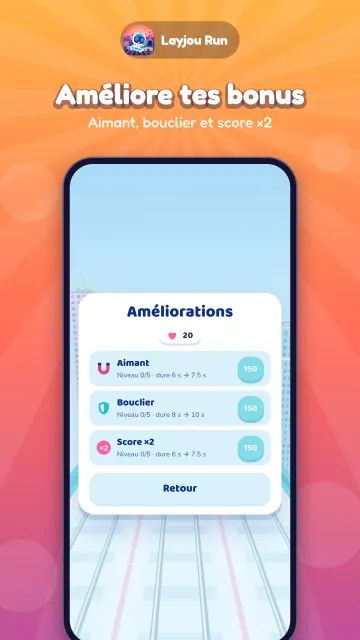 Layjou Run
Améliore tes bonus
Aimant, bouclier et score ×2
Améliorations
20
Aimant
Niveau 0/5 · dure 6 s → 7.5 s
150
Bouclier
Niveau 0/5 · dure 8 s → 10 s
150
×2
Score ×2
Niveau 0/5 · dure 6 s → 7.5 s
150
Retour